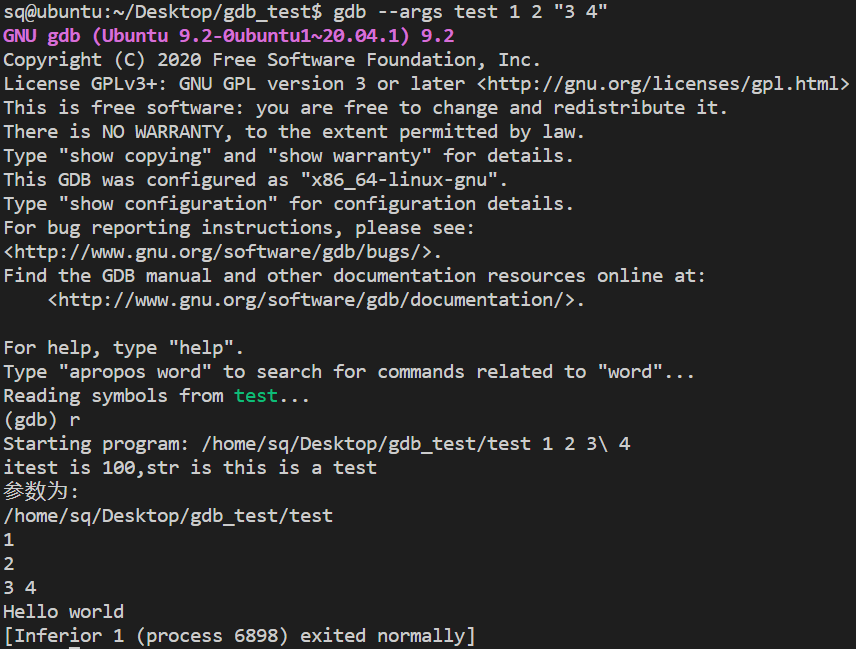 sq@ubuntu:~/Desktop/gdb_test$ gdb --args test 1 2 "3 4"
GNU gdb (Ubuntu 9.2-0ubuntu1~20.04.1) 9.2
Copyright (C) 2020 Free Software Foundation, Inc.
License GPLv3+: GNU GPL version 3 or later <http://gnu.org/licenses/gpl.html>
This is free software: you are free to change and redistribute it.
There is NO WARRANTY, to the extent permitted by law.
Type "show copying" and "show warranty" for details.
This GDB was configured as "x86_64-linux-gnu".
Type "show configuration" for configuration details.
For bug reporting instructions, please see:
<http://www.gnu.org/software/gdb/bugs/>.
Find the GDB manual and other documentation resources online at:
    <http://www.gnu.org/software/gdb/documentation/>.

For help, type "help".
Type "apropos word" to search for commands related to "word"...
Reading symbols from test...
(gdb) r
Starting program: /home/sq/Desktop/gdb_test/test 1 2 3\ 4
itest is 100,str is this is a test
参数为:
/home/sq/Desktop/gdb_test/test
1
2
3 4
Hello world
[Inferior 1 (process 6898) exited normally]